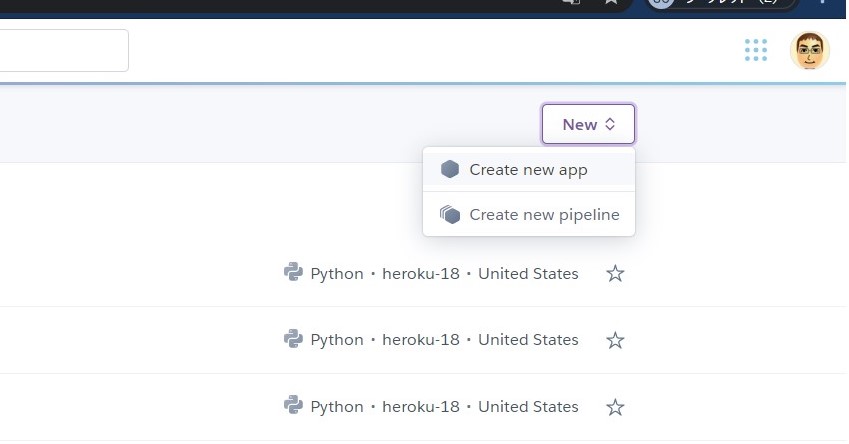 New
Create new app
Create new pipeline
Python • heroku-18 • United States
Python • heroku-18 • United States
Python • heroku-18 • United States